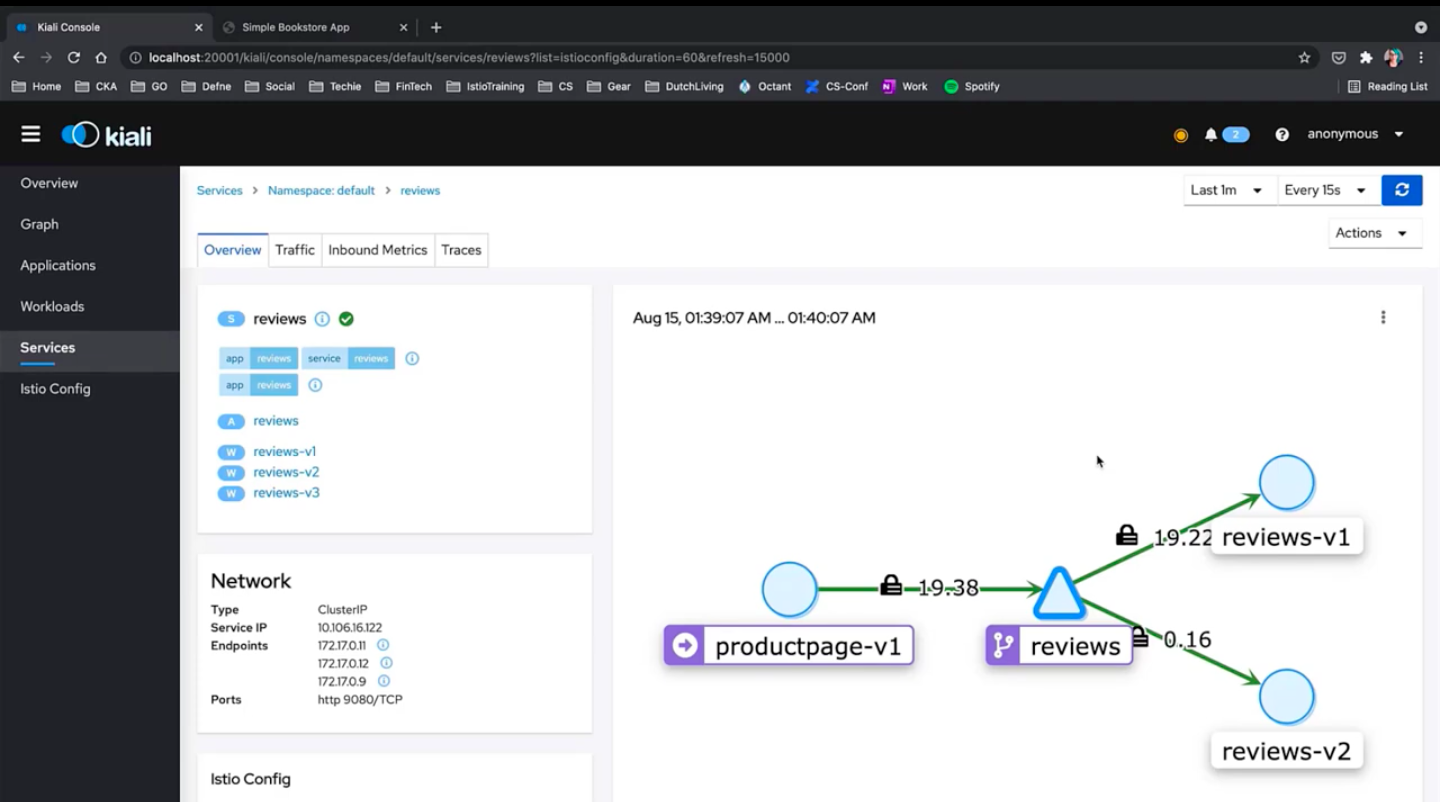 Kiali Console
Simple Bookstore App
localhost:20001/kiali/console/namespaces/default/services/reviews?list=istioconfig&duration=60&refresh=15000
Home CKA GO Defne Social Techie FinTech IstioTraining CS Gear DutchLiving Octant CS-Conf Work Spotify Reading List
kiali
2
anonymous
Overview
Graph
Applications
Workloads
Services
Istio Config
Services > Namespace: default > reviews
Last 1m
Every 15s
Actions
Overview Traffic Inbound Metrics Traces
S reviews
app reviews service reviews
app reviews
A reviews
W reviews-v1
W reviews-v2
W reviews-v3
Network
Type ClusterIP
Service IP 10.106.16.122
Endpoints 172.17.0.11
172.17.0.12
172.17.0.9
Ports http 9080/TCP
Istio Config
Aug 15, 01:39:07 AM ... 01:40:07 AM
19.22
reviews-v1
19.38
productpage-v1
reviews
0.16
reviews-v2